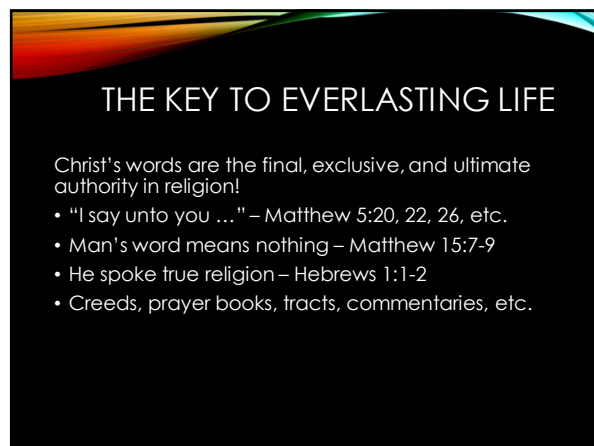 THE KEY TO EVERLASTING LIFE
Christ’s words are the final, exclusive, and ultimate
authority in religion!
• “I say unto you …” – Matthew 5:20, 22, 26, etc.
• Man’s word means nothing – Matthew 15:7-9
• He spoke true religion – Hebrews 1:1-2
• Creeds, prayer books, tracts, commentaries, etc.